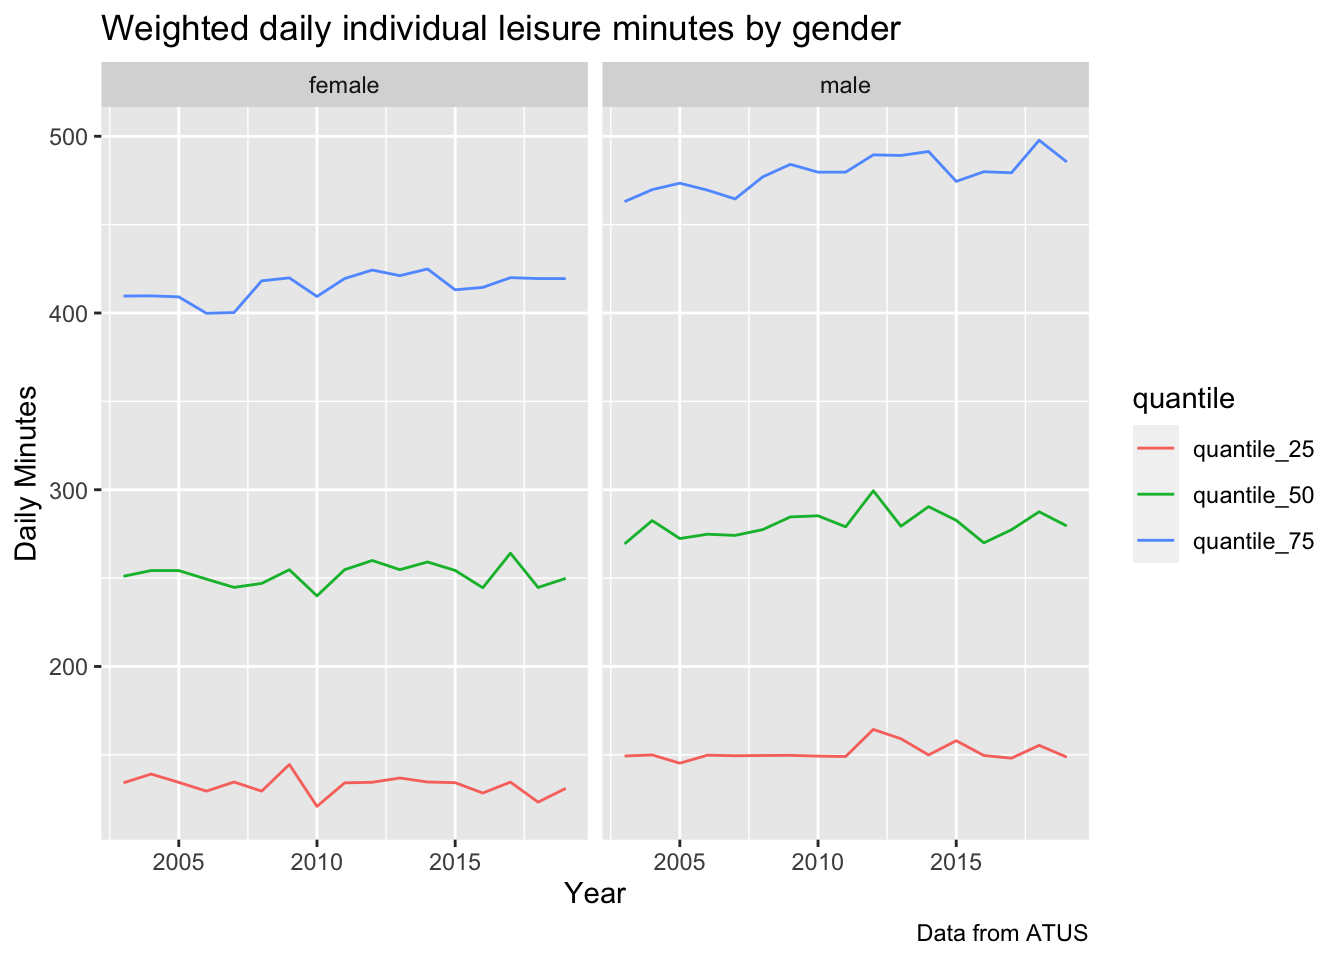 Weighted daily individual leisure minutes by gender
female
male
500
400
300
200
Daily Minutes
2005
2010
2015
2005
2010
2015
Year
quantile
quantile_25
quantile_50
quantile_75
Data from ATUS